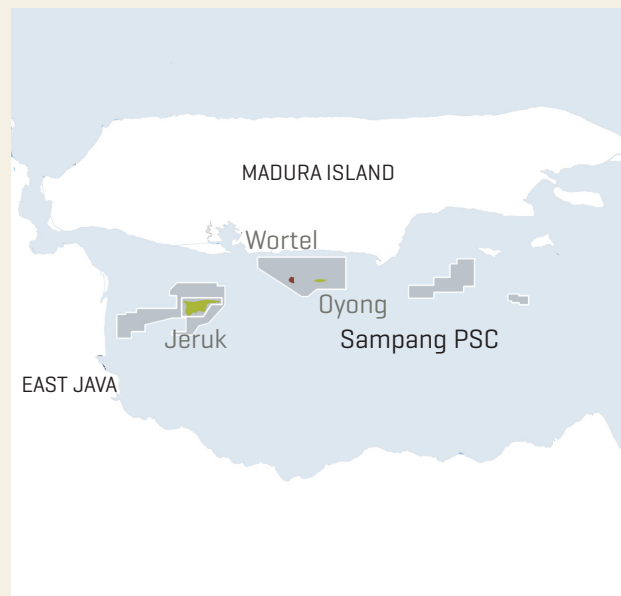 MADURA ISLAND
Wortel
Oyong
Jeruk
Sampang PSC
EAST JAVA